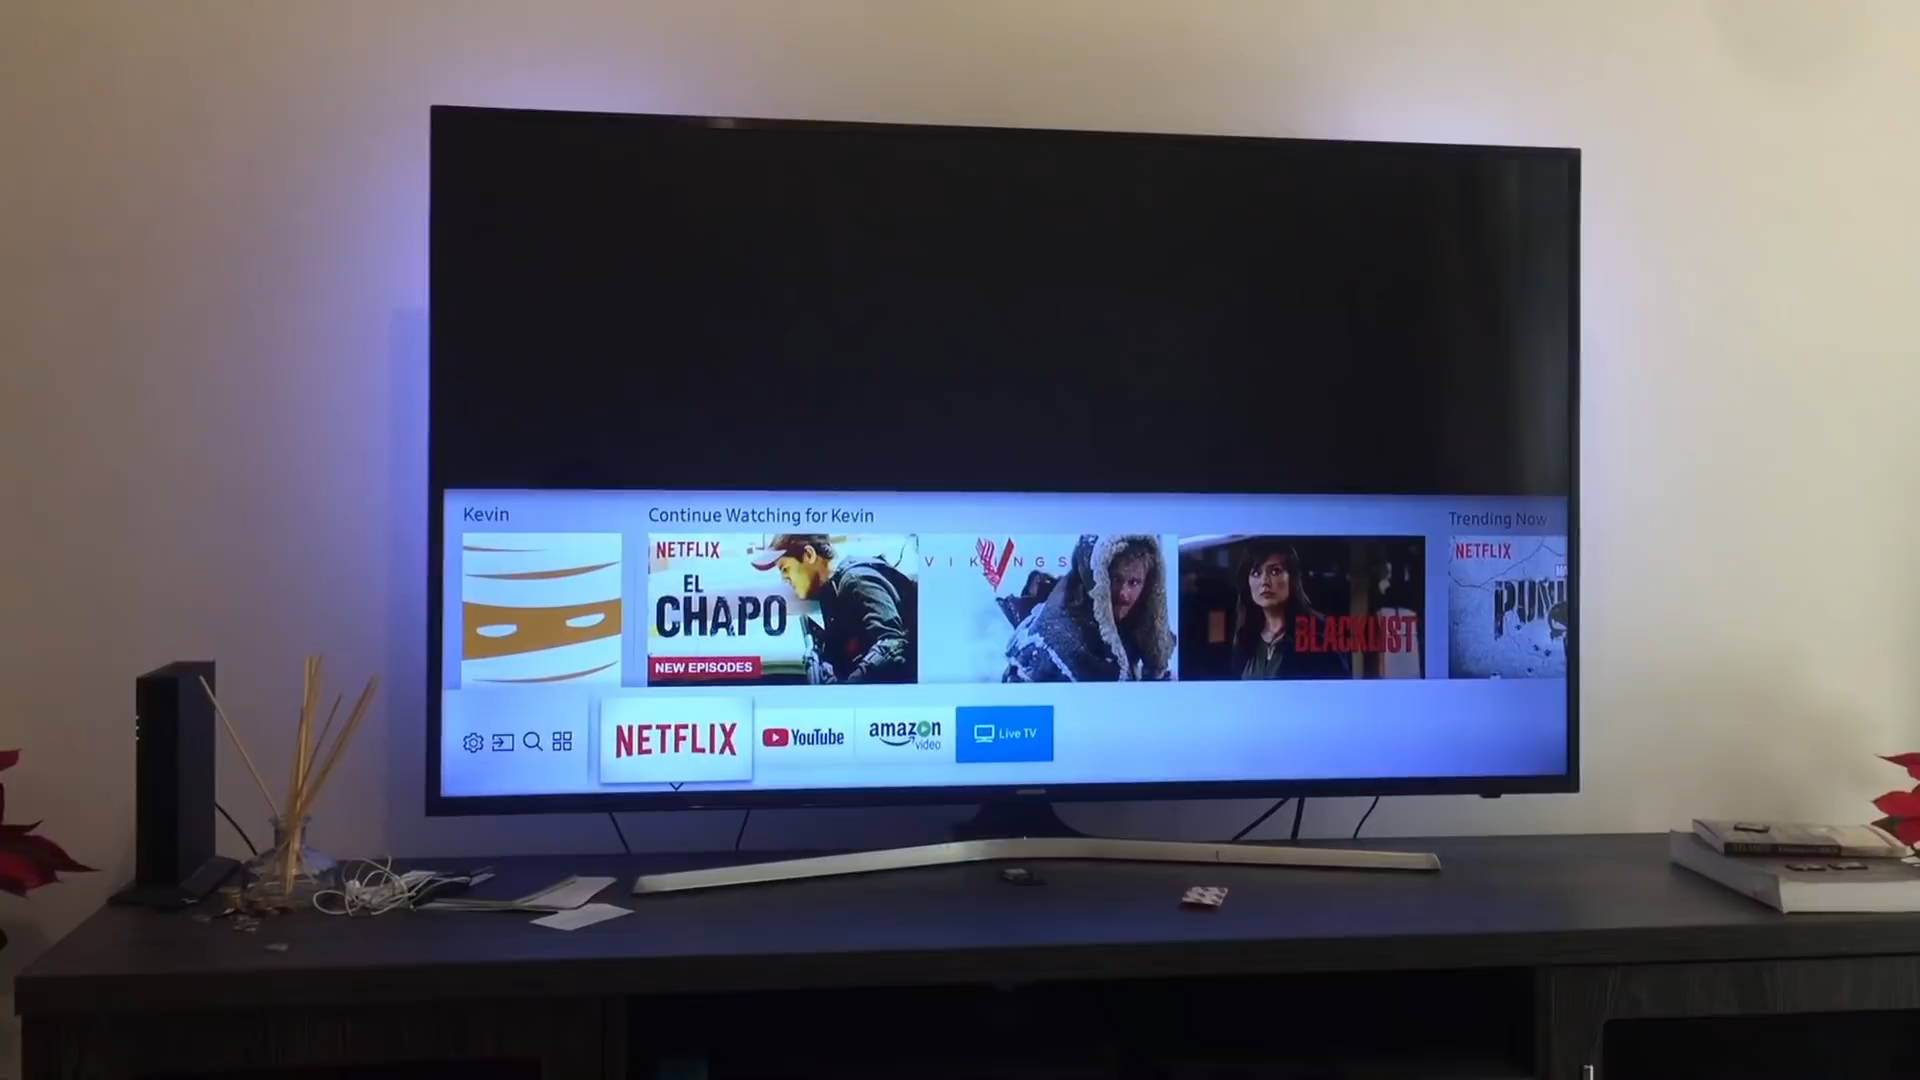 Kevin
Continue Watching for Kevin
Trending Now
NETFLIX
EL
CHAPO
NEW EPISODES
VIKINGS
BLACKLIST
NETFLIX
NETFLIX
YouTube
amazon
video
Live TV